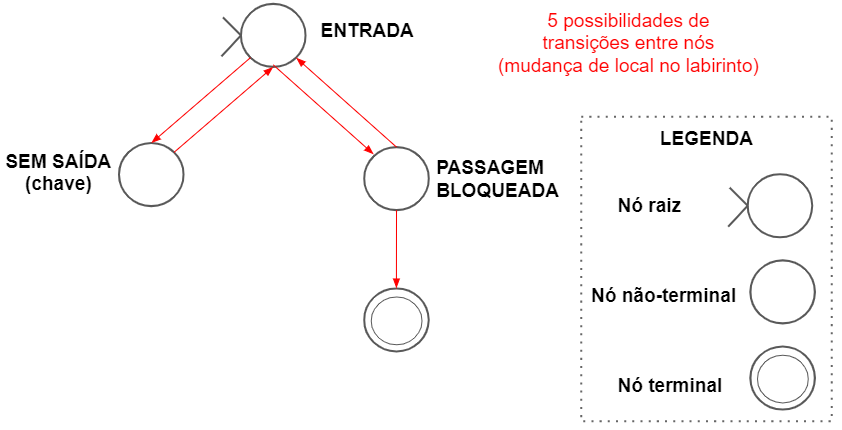 ENTRADA
5 possibilidades de
transições entre nós
(mudança de local no labirinto)
SEM SAÍDA
(chave)
PASSAGEM
BLOQUEADA
LEGENDA
Nó raiz
Nó não-terminal
Nó terminal